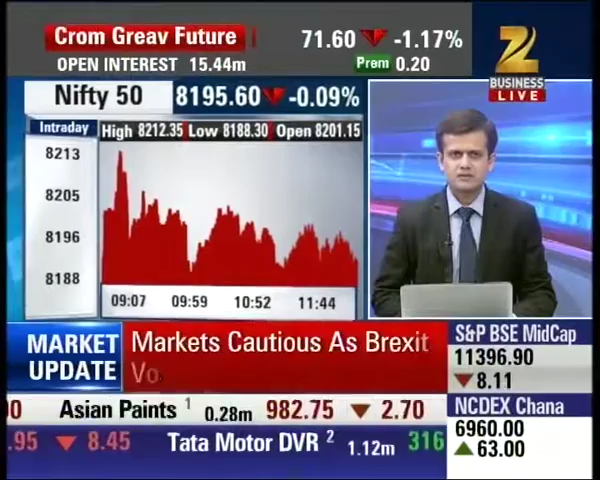 Crom Greav Future
71.60 -1.17%
OPEN INTEREST 15.44m
Prem 0.20
Z
BUSINESS
LIVE
Nifty 50 8195.60 -0.09%
Intraday High 8212.35 Low 8188.30 Open 8201.15
8213
8205
8196
8188
09:07 09:59 10:52 11:44
MARKET
UPDATE
Markets Cautious As Brexit
Vo
S&P BSE MidCap
11396.90
8.11
NCDEX Chana
6960.00
63.00
0 Asian Paints 1 0.28m 982.75 2.70
.95 8.45 Tata Motor DVR 2 1.12m 316